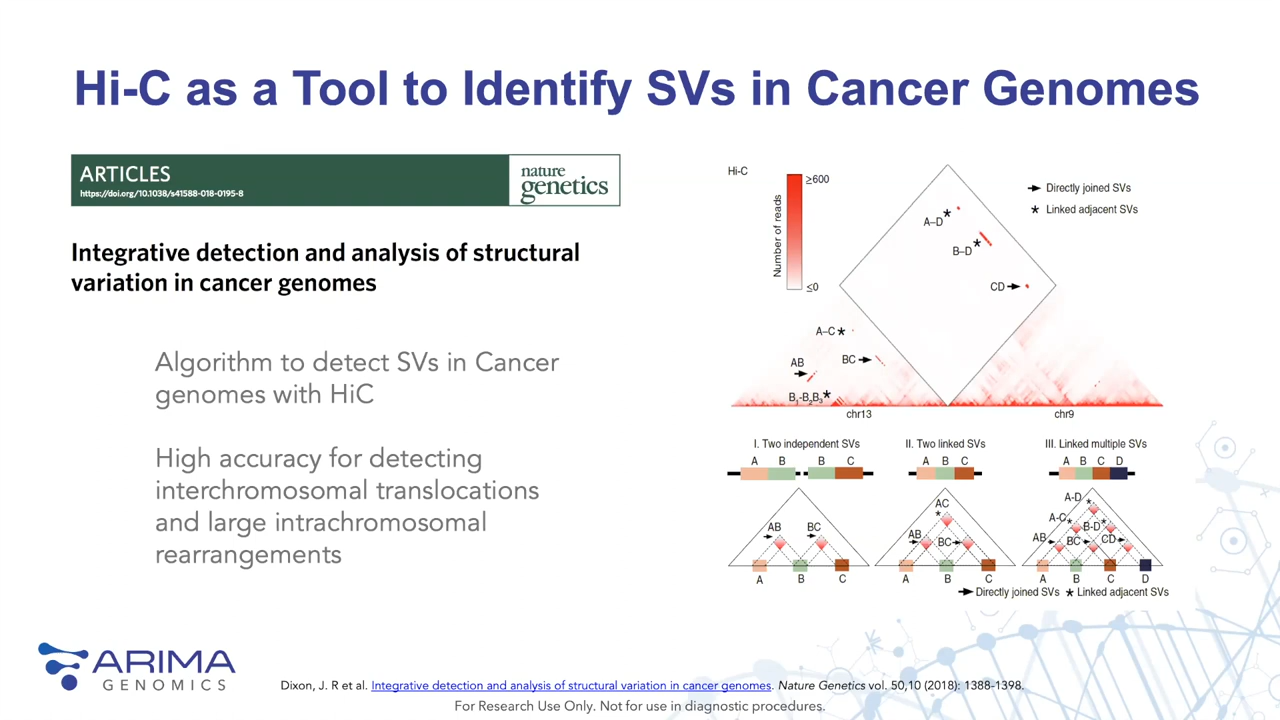 Hi-C as a Tool to Identify SVs in Cancer Genomes
ARTICLES
https://doi.org/10.1038/s41588-018-0195-8
nature
genetics
Integrative detection and analysis of structural
variation in cancer genomes
Algorithm to detect SVs in Cancer
genomes with HiC
High accuracy for detecting
interchromosomal translocations
and large intrachromosomal
rearrangements
Hi-C
Number of reads
≥600
≤0
Directly joined SVs
* Linked adjacent SVs
A–D *
B–D *
CD
A–C *
AB
BC
B₁-B₂B₃ *
chr13
chr9
I. Two independent SVs
A B B C
AB BC
A B C
II. Two linked SVs
A B C
AC
*
AB BC
A B C
III. Linked multiple SVs
A B C D
A-D *
A-C * B-D *
AB BC CD
A B C D
Directly joined SVs * Linked adjacent SVs
ARIMA
GENOMICS
Dixon, J. R et al. Integrative detection and analysis of structural variation in cancer genomes. Nature Genetics vol. 50,10 (2018): 1388-1398.
For Research Use Only. Not for use in diagnostic procedures.